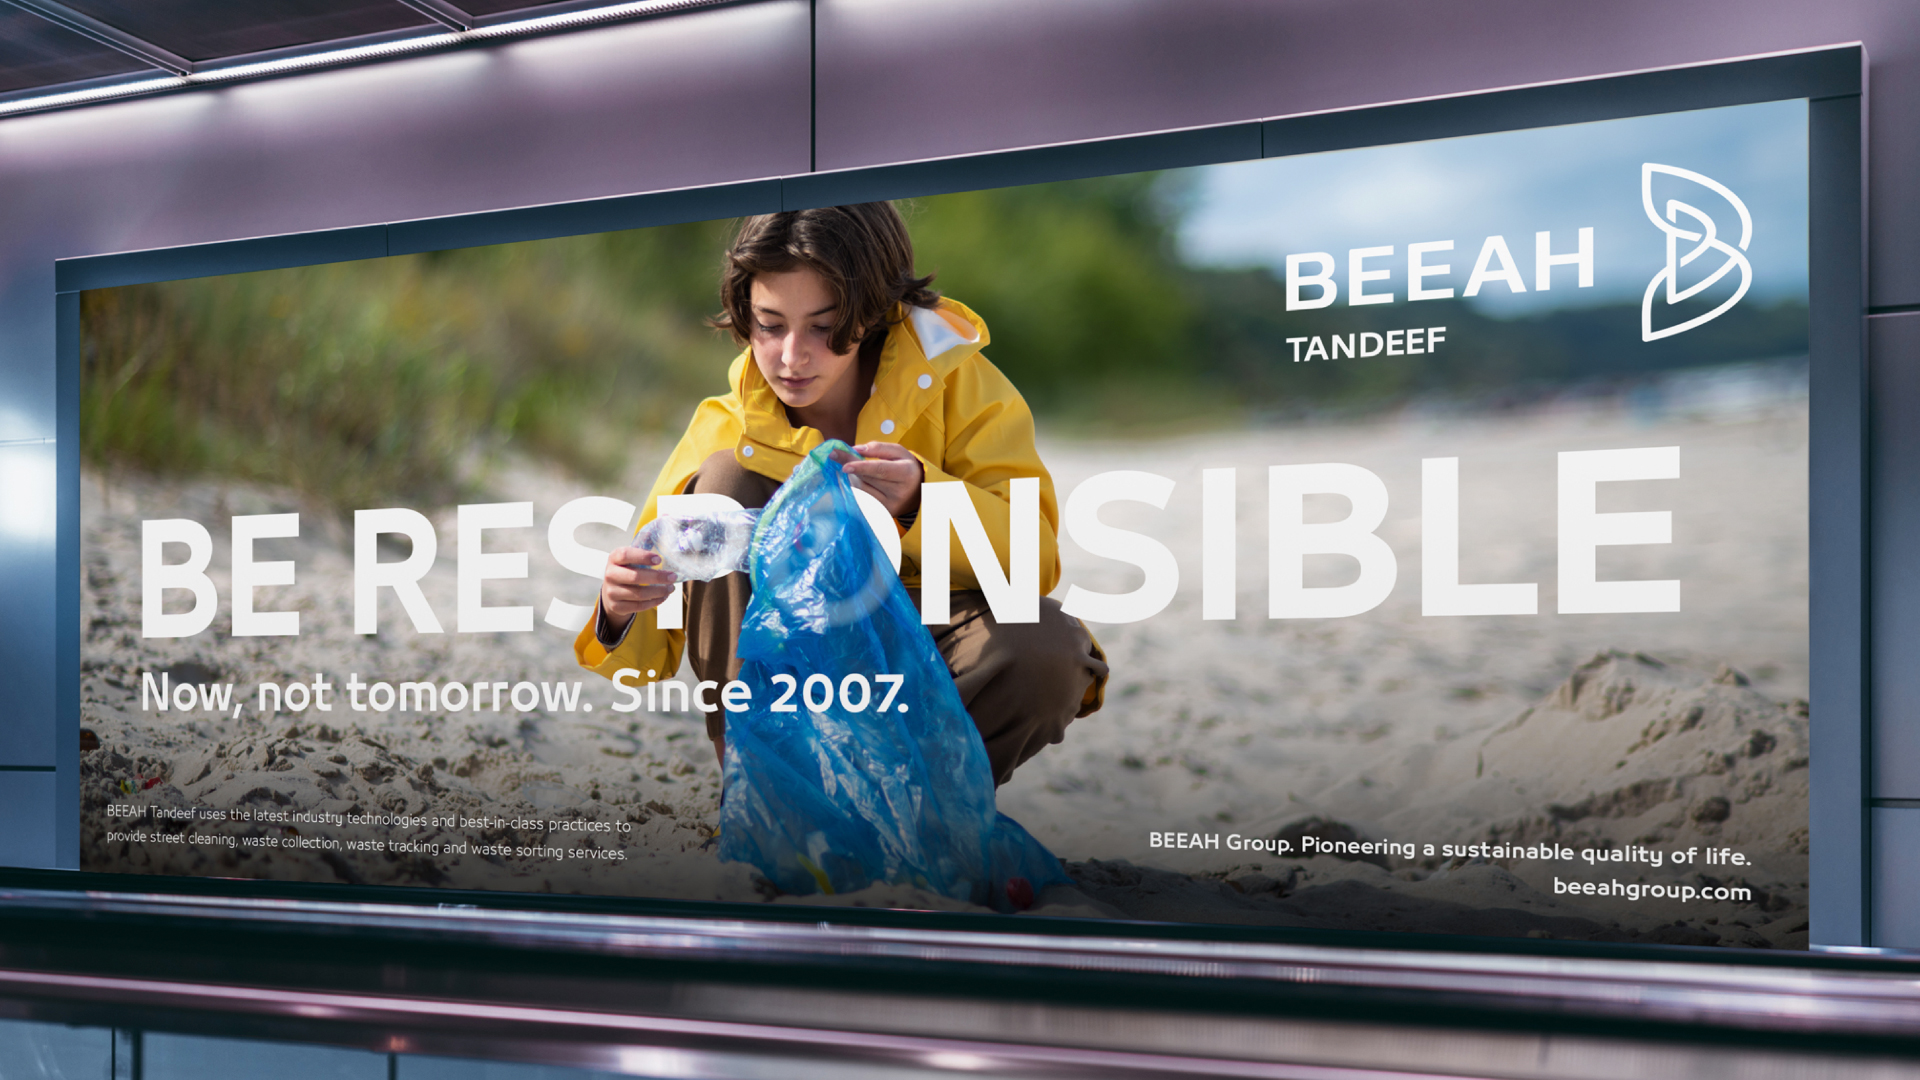 BEEAH
TANDEEF
BE RESPONSIBLE
Now, not tomorrow. Since 2007.
BEEAH Tandeef uses the latest industry technologies and best-in-class practices to
provide street cleaning, waste collection, waste tracking and waste sorting services.
BEEAH Group. Pioneering a sustainable quality of life.
beeahgroup.com